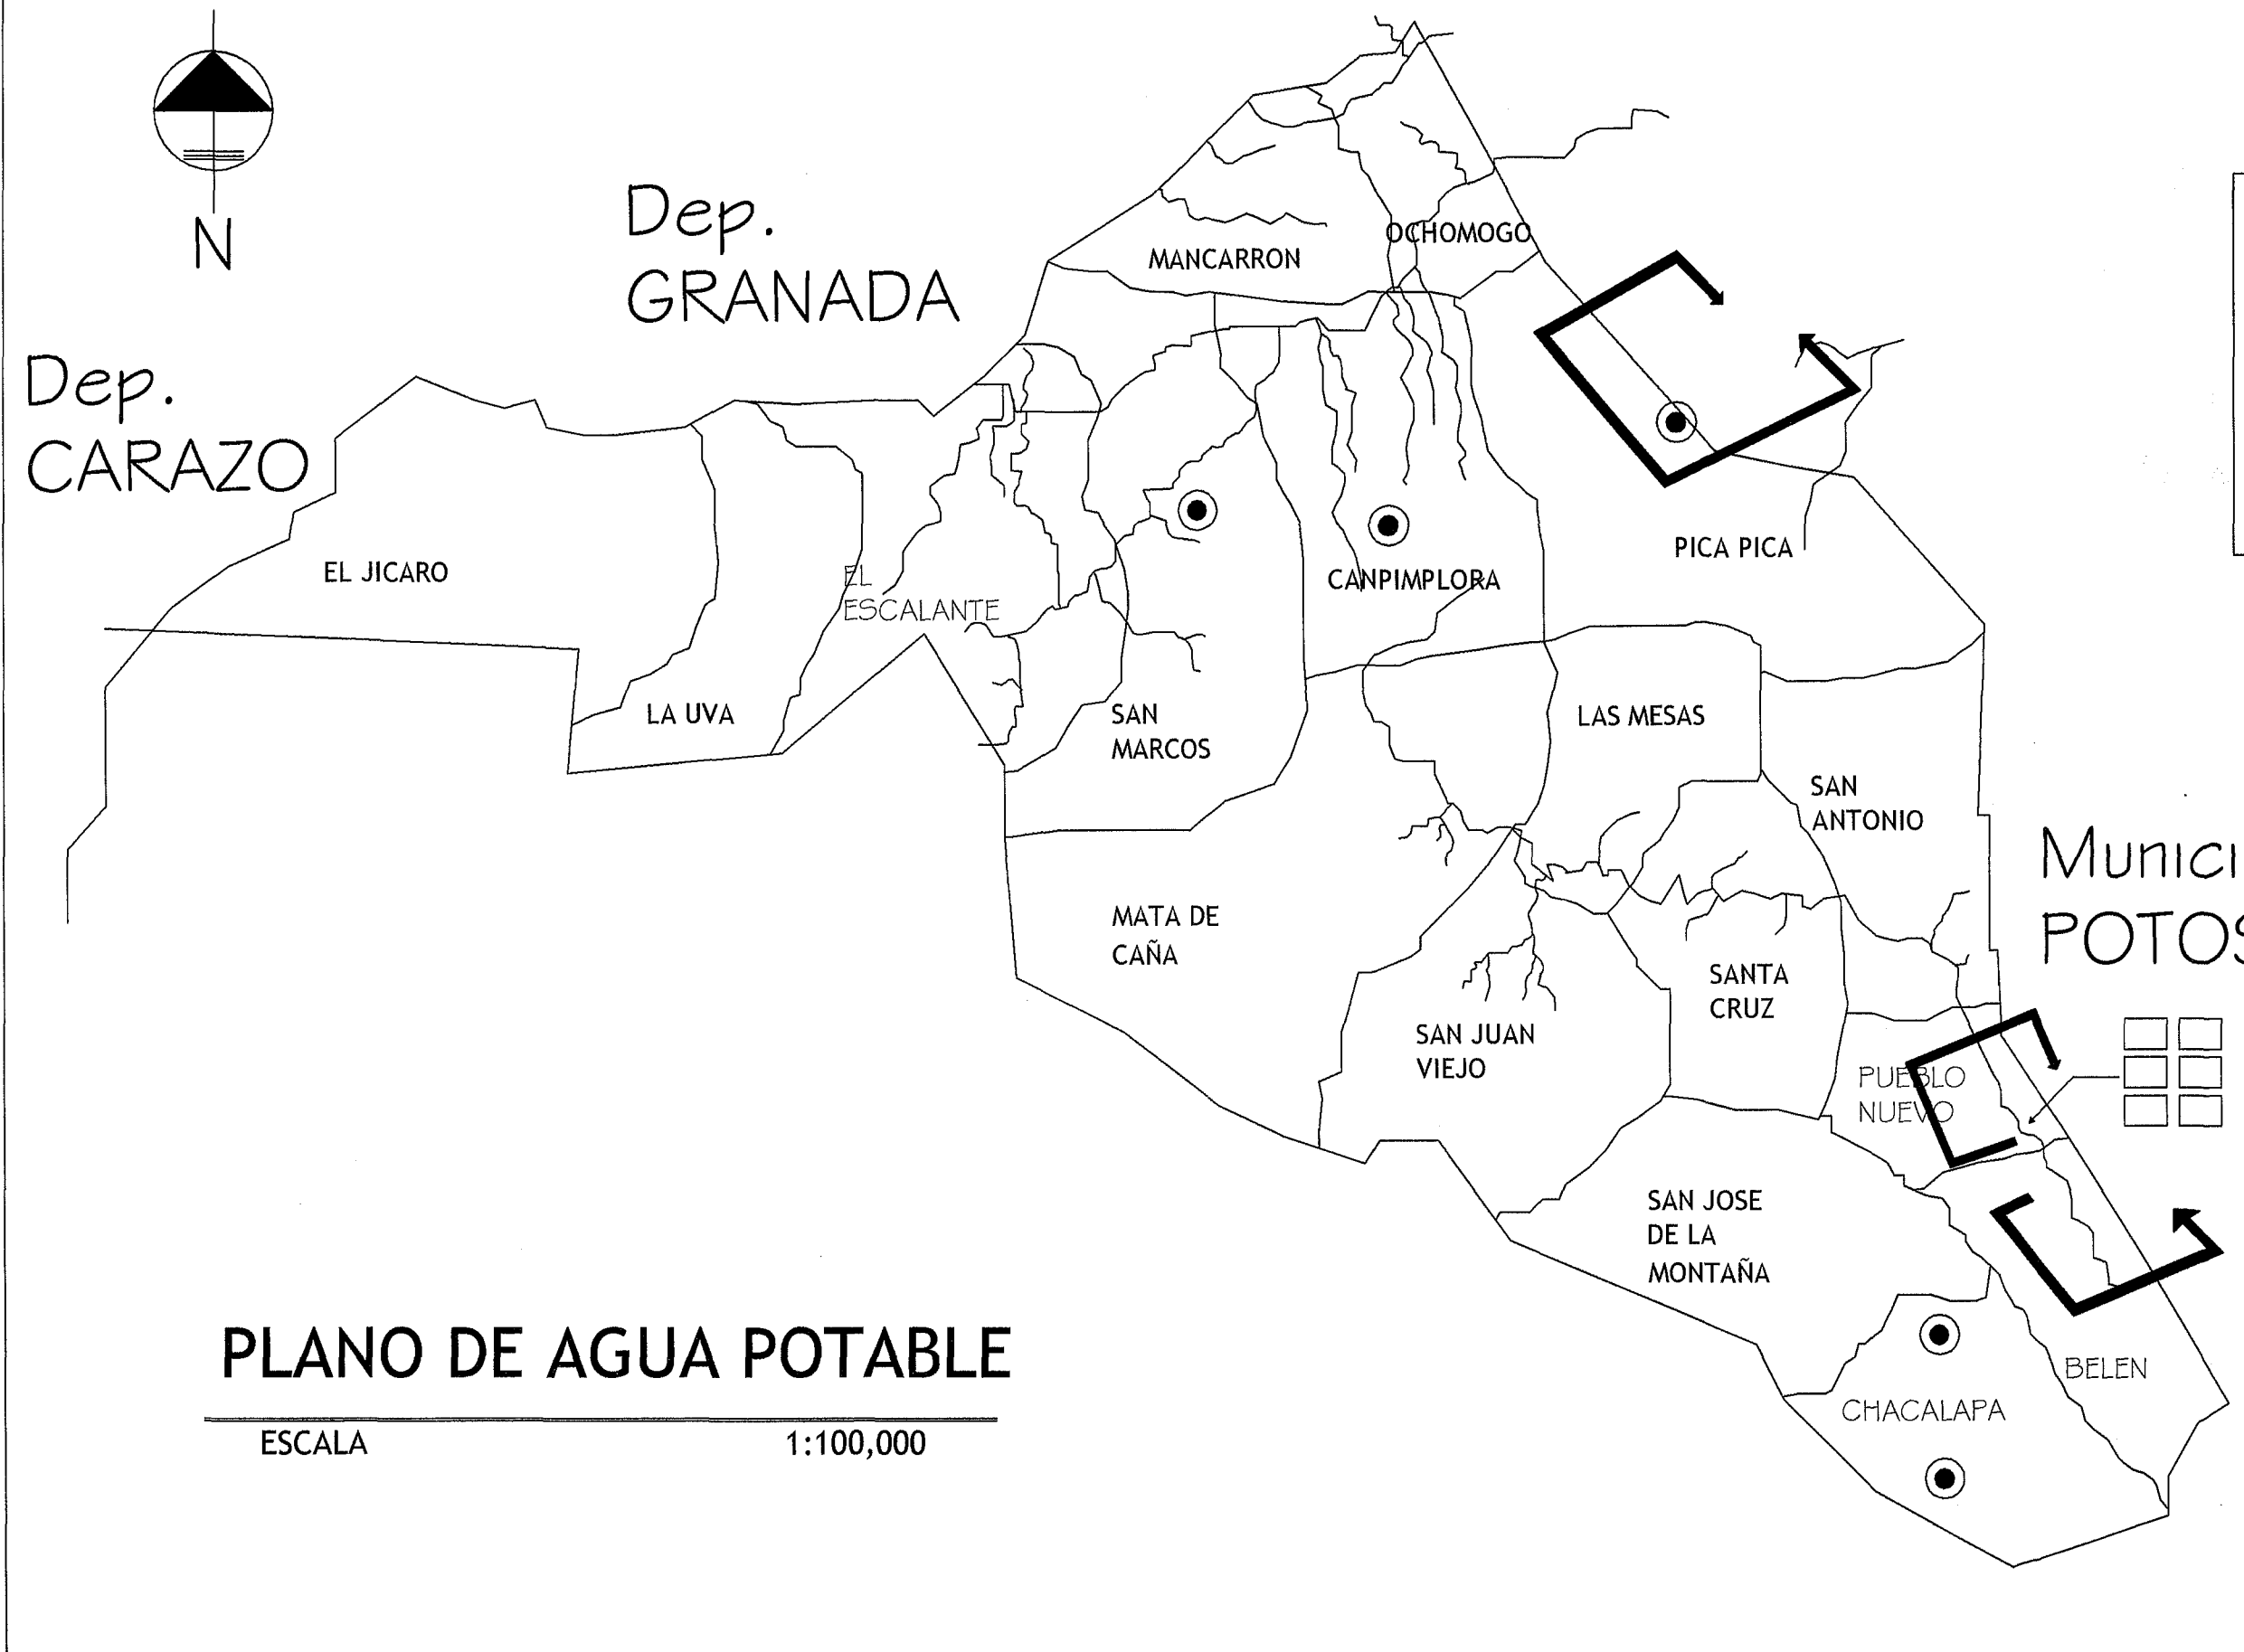 N
Dep.
GRANADA
Dep.
CARAZO
MANCARRON
OCHOMOGO
EL JICARO
EL
ESCALANTE
CANPIMPLORA
PICA PICA
LA UVA
SAN
MARCOS
LAS MESAS
SAN
ANTONIO
Munici
POTOS
MATA DE
CAÑA
SANTA
CRUZ
SAN JUAN
VIEJO
PUEBLO
NUEVO
SAN JOSE
DE LA
MONTAÑA
BELEN
CHACALAPA
PLANO DE AGUA POTABLE
ESCALA 1:100,000